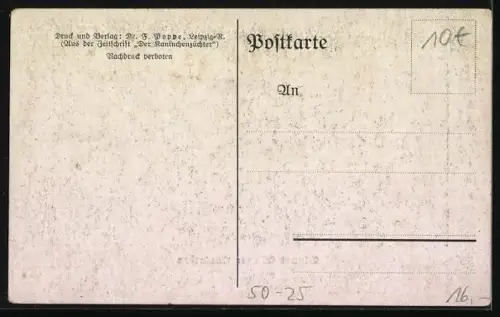 Druck und Verlag: Dr. F. Poppe, Leipzig-R.
(Aus der Zeitschrift „Der Kaninchenzüchter“)
Nachdruck verboten
Postkarte
10€
An
50-25
16,-